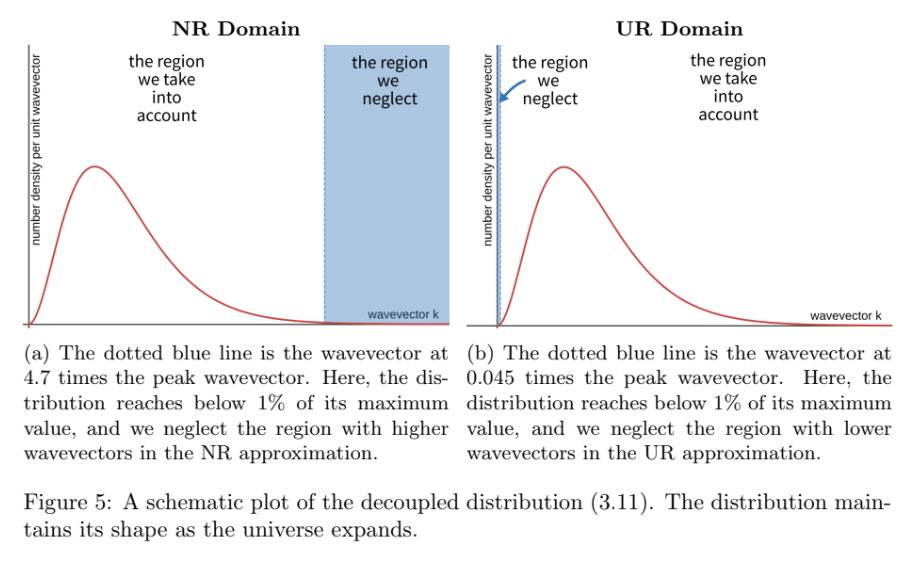 NR Domain
number density per unit wavevector
the region
we take
into
account
the region
we
neglect
wavevector k
(a) The dotted blue line is the wavevector at
4.7 times the peak wavevector. Here, the dis-
tribution reaches below 1% of its maximum
value, and we neglect the region with higher
wavevectors in the NR approximation.
UR Domain
number density per unit wavevector
the region
we
neglect
the region
we take
into
account
wavevector k
(b) The dotted blue line is the wavevector at
0.045 times the peak wavevector. Here, the
distribution reaches below 1% of its maximum
value, and we neglect the region with lower
wavevectors in the UR approximation.
Figure 5: A schematic plot of the decoupled distribution (3.11). The distribution main-
tains its shape as the universe expands.